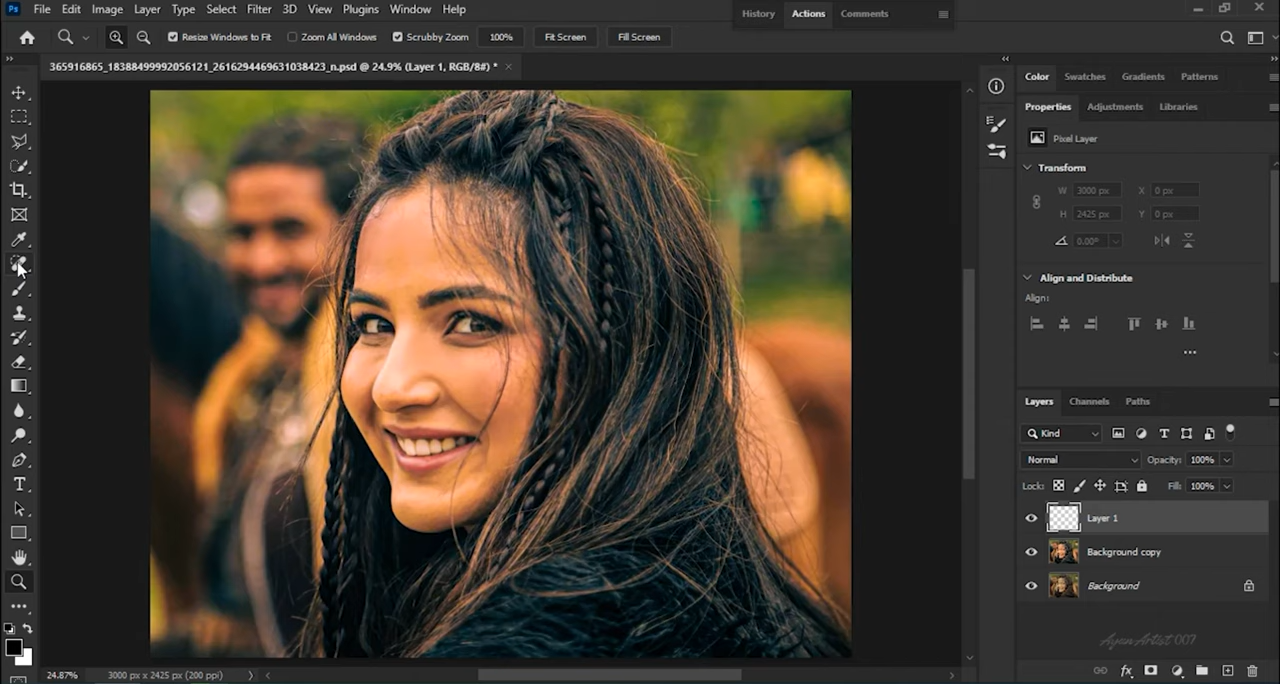 Ps File Edit Image Layer Type Select Filter 3D View Plugins Window Help
History Actions Comments
Resize Windows to Fit Zoom All Windows Scrubby Zoom 100% Fit Screen Fill Screen
365916865_18388499992056121_2616294469631038423_n.psd @ 24.9% (Layer 1, RGB/8#) *
Color Swatches Gradients Patterns
Properties Adjustments Libraries
Pixel Layer
Transform
W 3000 px X 0 px
H 2425 px Y 0 px
0.00°
Align and Distribute
Align:
Layers Channels Paths
Kind
Normal Opacity: 100%
Lock: Fill: 100%
Layer 1
Background copy
Background
AyanArtist 007
24.87% 3000 px x 2425 px (200 ppi)